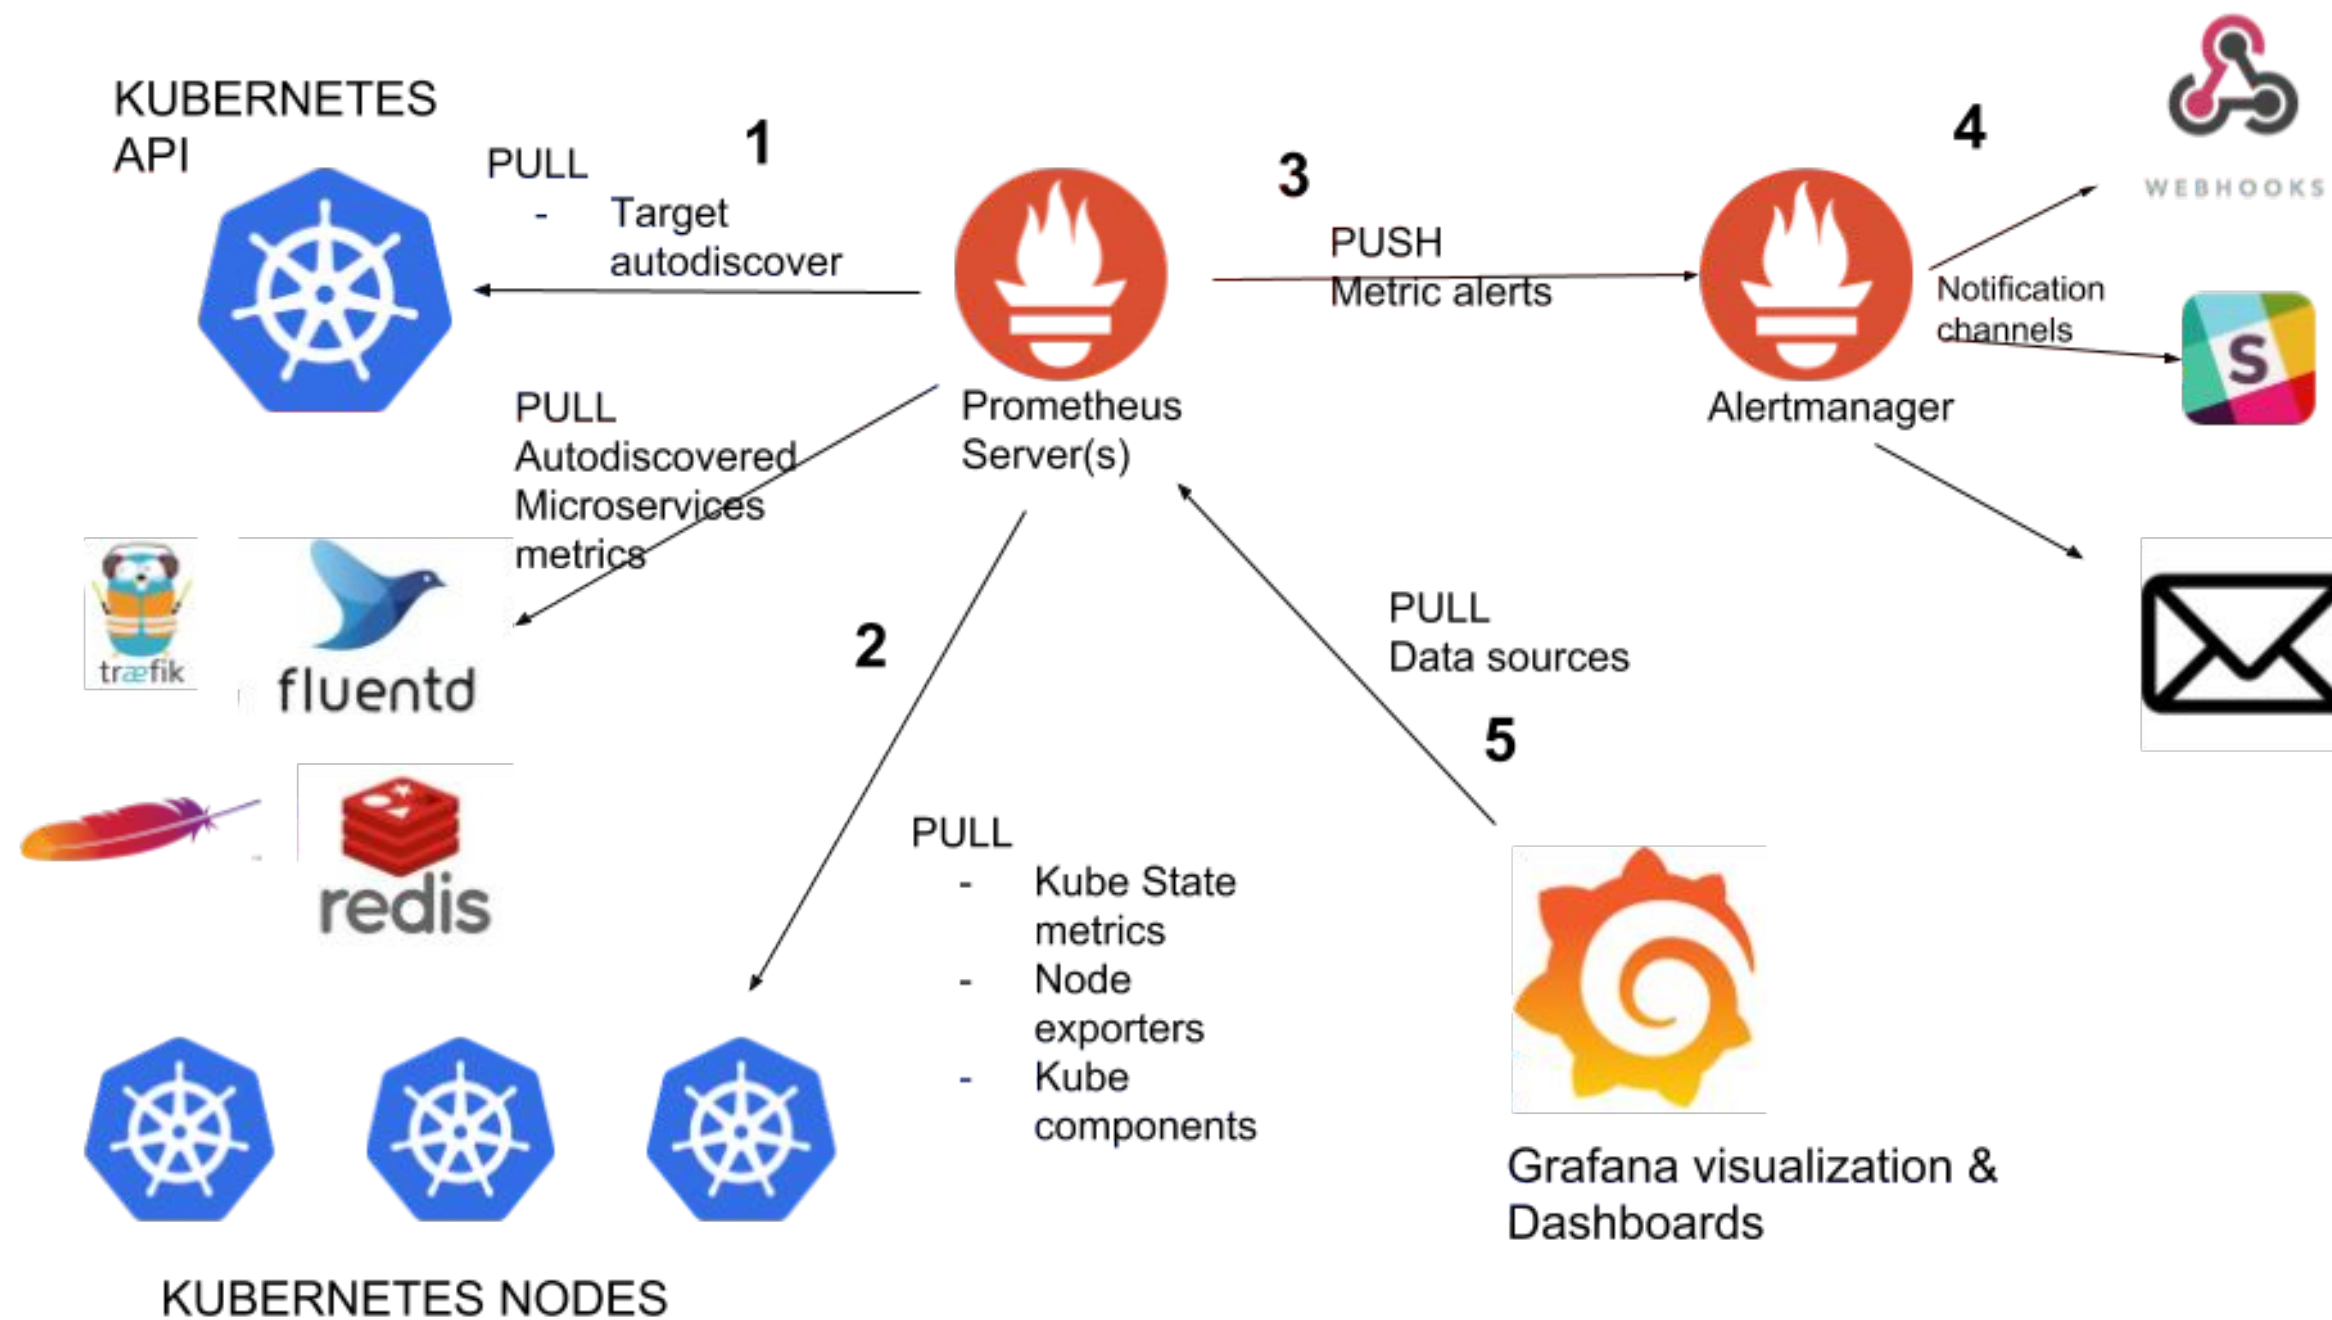 KUBERNETES
API
PULL
1
- Target
autodiscover
3
PUSH
Metric alerts
4
WEBHOOKS
Notification
channels
S
Prometheus
Server(s)
Alertmanager
PULL
Autodiscovered
Microservices
metrics
træfik
fluentd
2
PULL
Data sources
5
redis
PULL
- Kube State
metrics
- Node
exporters
- Kube
components
Grafana visualization &
Dashboards
KUBERNETES NODES